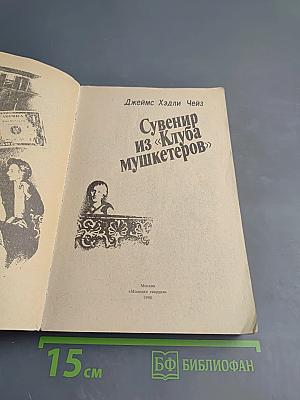 Джеймс Хэдли Чейз
Сувенир
из «Клуба
мушкетеров»
Москва
«Молодая гвардия»
1990
15 см
БФ БИБЛИОФАН